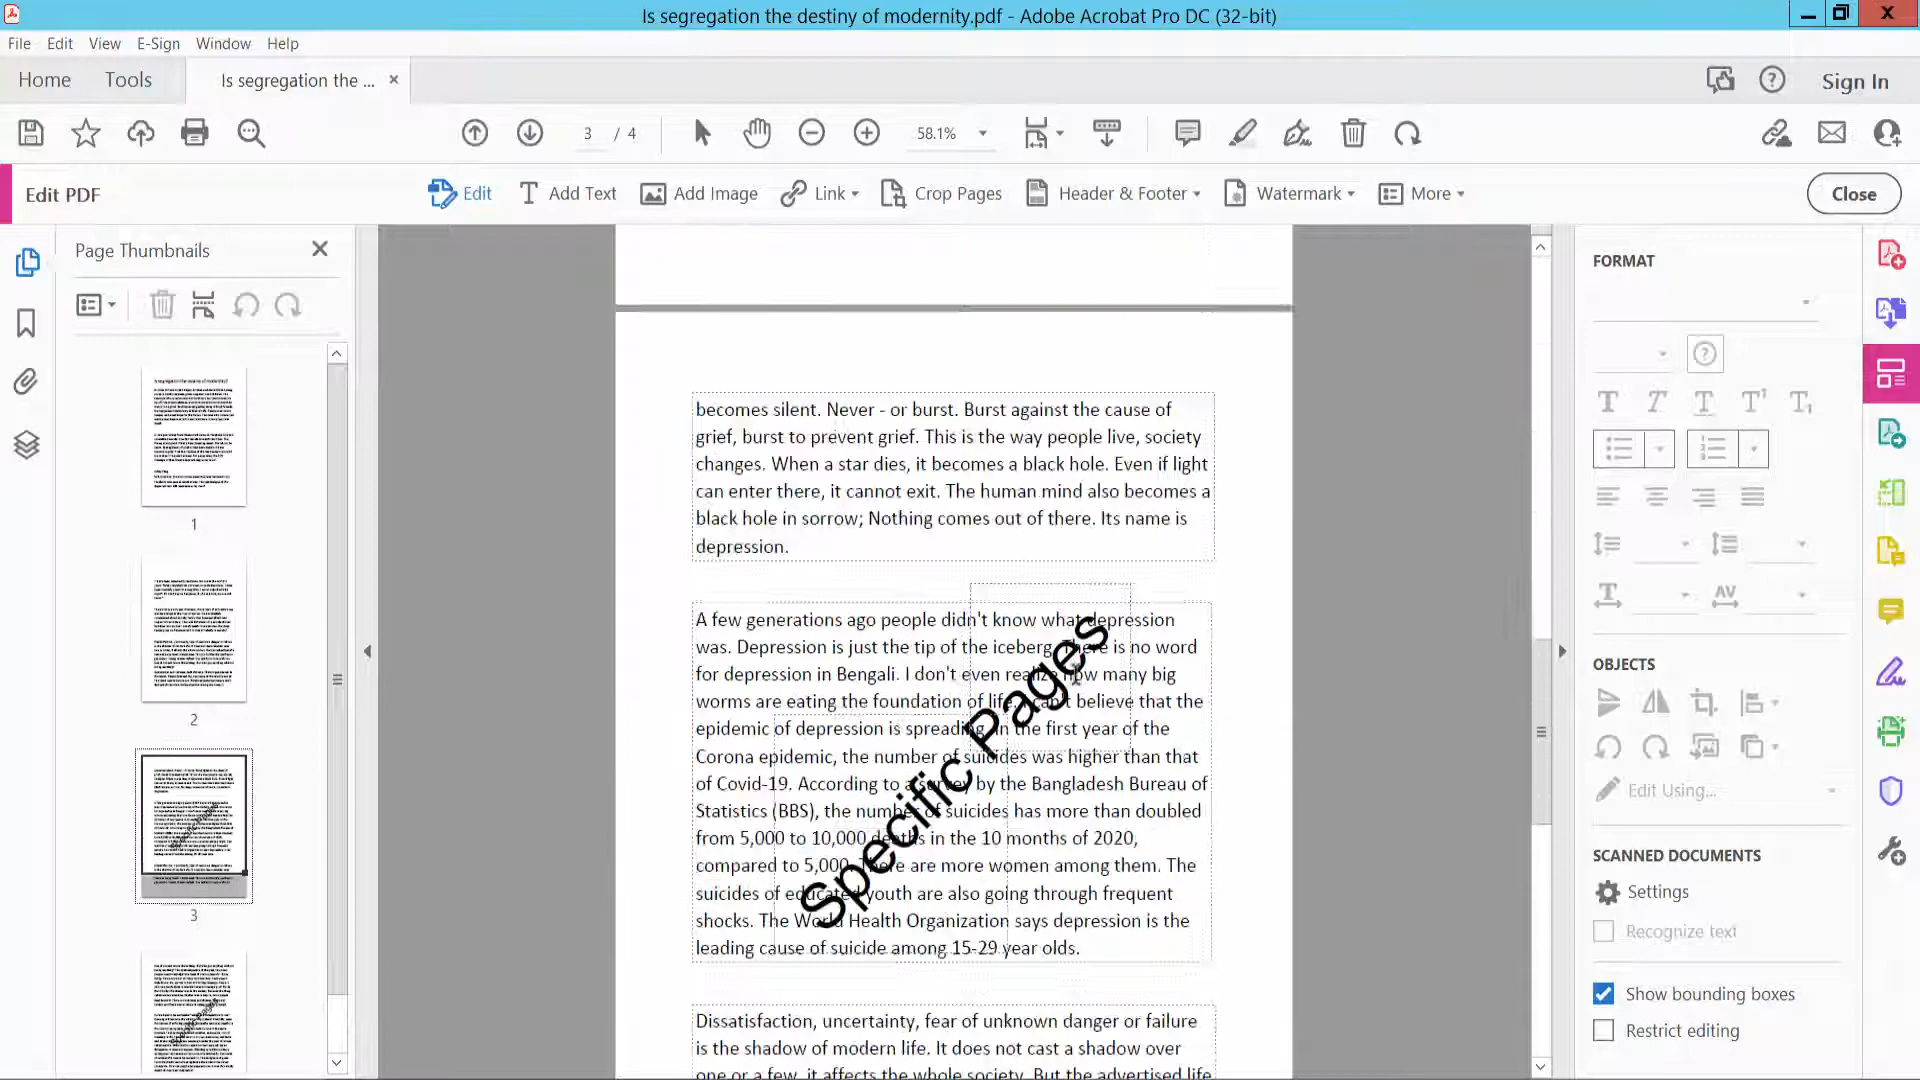 Is segregation the destiny of modernity.pdf - Adobe Acrobat Pro DC (32-bit)
File Edit View E-Sign Window Help
Home Tools Is segregation the ... × Sign In
3 / 4 58.1%
Edit PDF Edit Add Text Add Image Link Crop Pages Header & Footer Watermark More Close
Page Thumbnails
1
2
3
becomes silent. Never - or burst. Burst against the cause of
grief, burst to prevent grief. This is the way people live, society
changes. When a star dies, it becomes a black hole. Even if light
can enter there, it cannot exit. The human mind also becomes a
black hole in sorrow; Nothing comes out of there. Its name is
depression.
A few generations ago people didn't know what depression
was. Depression is just the tip of the iceberg. There is no word
for depression in Bengali. I don't even realize how many big
worms are eating the foundation of life. I can't believe that the
epidemic of depression is spreading. In the first year of the
Corona epidemic, the number of suicides was higher than that
of Covid-19. According to a survey by the Bangladesh Bureau of
Statistics (BBS), the number of suicides has more than doubled
from 5,000 to 10,000 deaths in the 10 months of 2020,
compared to 5,000. There are more women among them. The
suicides of educated youth are also going through frequent
shocks. The World Health Organization says depression is the
leading cause of suicide among 15-29 year olds.
Specific Pages
Dissatisfaction, uncertainty, fear of unknown danger or failure
is the shadow of modern life. It does not cast a shadow over
one or a few, it affects the whole society. But the advertised life
FORMAT
OBJECTS
Edit Using...
SCANNED DOCUMENTS
Settings
Recognize text
Show bounding boxes
Restrict editing